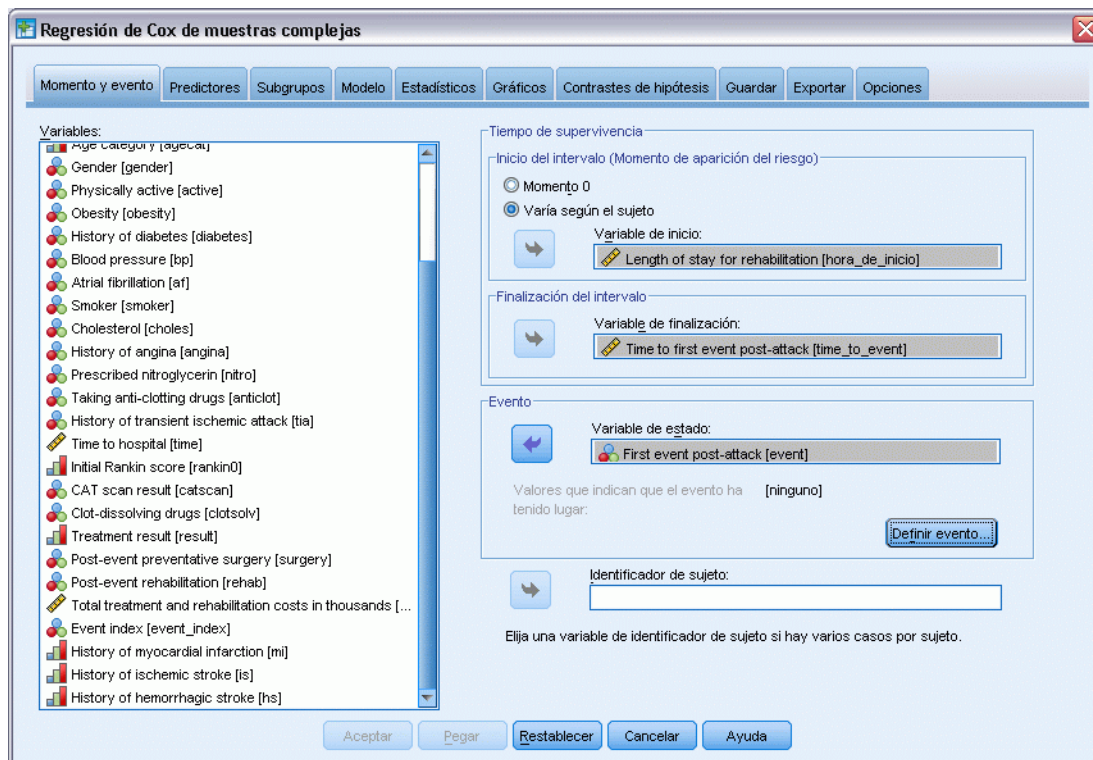 Regresión de Cox de muestras complejas
Momento y evento
Predictores
Subgrupos
Modelo
Estadísticos
Gráficos
Contrastes de hipótesis
Guardar
Exportar
Opciones
Variables:
Age category [agecat]
Gender [gender]
Physically active [active]
Obesity [obesity]
History of diabetes [diabetes]
Blood pressure [bp]
Atrial fibrillation [af]
Smoker [smoker]
Cholesterol [choles]
History of angina [angina]
Prescribed nitroglycerin [nitro]
Taking anti-clotting drugs [anticlot]
History of transient ischemic attack [tia]
Time to hospital [time]
Initial Rankin score [rankin0]
CAT scan result [catscan]
Clot-dissolving drugs [clotsolv]
Treatment result [result]
Post-event preventative surgery [surgery]
Post-event rehabilitation [rehab]
Total treatment and rehabilitation costs in thousands [...
Event index [event_index]
History of myocardial infarction [mi]
History of ischemic stroke [is]
History of hemorrhagic stroke [hs]
Tiempo de supervivencia
Inicio del intervalo (Momento de aparición del riesgo)
Momento 0
Varía según el sujeto
Variable de inicio:
Length of stay for rehabilitation [hora_de_inicio]
Finalización del intervalo
Variable de finalización:
Time to first event post-attack [time_to_event]
Evento
Variable de estado:
First event post-attack [event]
Valores que indican que el evento ha [ninguno]
tenido lugar:
Definir evento...
Identificador de sujeto:
Elija una variable de identificador de sujeto si hay varios casos por sujeto.
Aceptar
Pegar
Restablecer
Cancelar
Ayuda